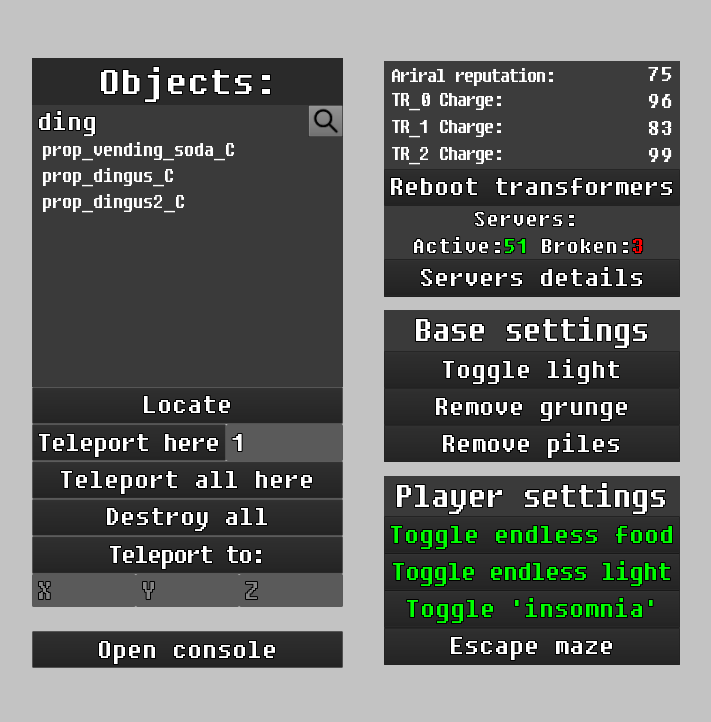 Objects:
ding
prop_vending_soda_C
prop_dingus_C
prop_dingus2_C
Locate
Teleport here 1
Teleport all here
Destroy all
Teleport to:
X Y Z
Open console
Ariral reputation: 75
TR_0 Charge: 96
TR_1 Charge: 83
TR_2 Charge: 99
Reboot transformers
Servers:
Active:51 Broken:3
Servers details
Base settings
Toggle light
Remove grunge
Remove piles
Player settings
Toggle endless food
Toggle endless light
Toggle 'insomnia'
Escape maze